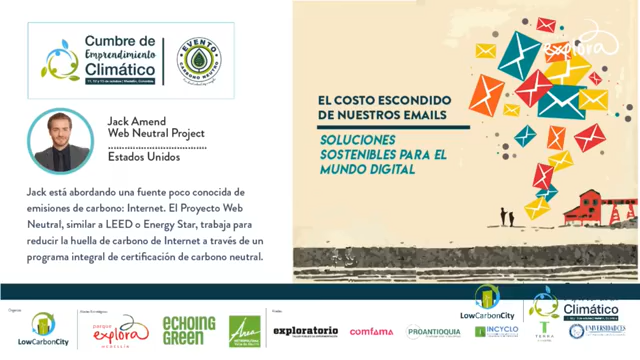 Cumbre de
Emprendimiento
Climático
EVENTO
CARBONO NEUTRO
explora
EL COSTO ESCONDIDO
DE NUESTROS EMAILS
SOLUCIONES
SOSTENIBLES PARA EL
MUNDO DIGITAL
Jack Amend
Web Neutral Project
Estados Unidos
Jack está abordando una fuente poco conocida de
emisiones de carbono: Internet. El Proyecto Web
Neutral, similar a LEED o Energy Star, trabaja para
reducir la huella de carbono de Internet a través de un
programa integral de certificación de carbono neutral.
LowCarbonCity
parque
explora
ECHOING
GREEN
Área
exploratorio
comfama
PROANTIOQUIA
LowCarbonCity
INCYCLO
Cumbre de
Emprendimiento
Climático
TERRA